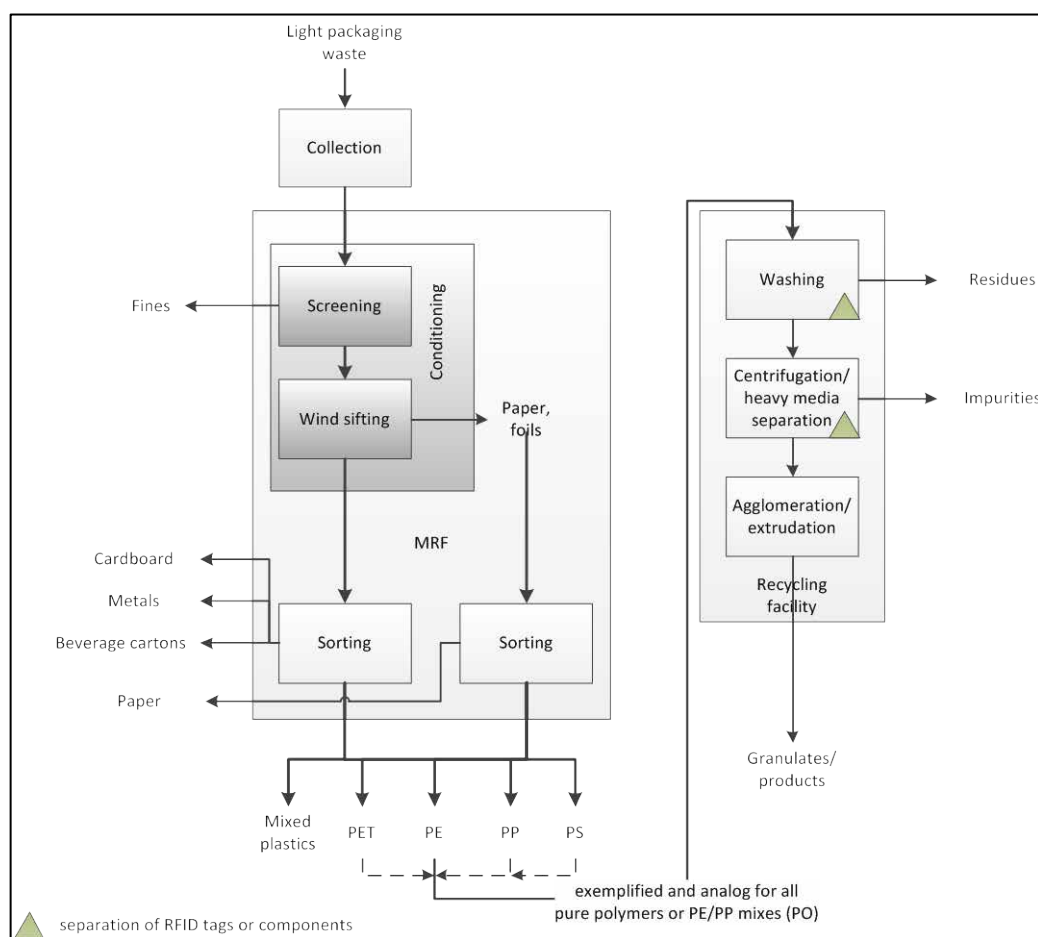 Light packaging
waste
Collection
Screening
Conditioning
Fines
Wind sifting
Paper,
foils
MRF
Cardboard
Metals
Beverage cartons
Sorting
Sorting
Paper
Mixed
plastics
PET
PE
PP
PS
exemplified and analog for all
pure polymers or PE/PP mixes (PO)
Washing
Residues
Centrifugation/
heavy media
separation
Impurities
Agglomeration/
extrudation
Recycling
facility
Granulates/
products
separation of RFID tags or components